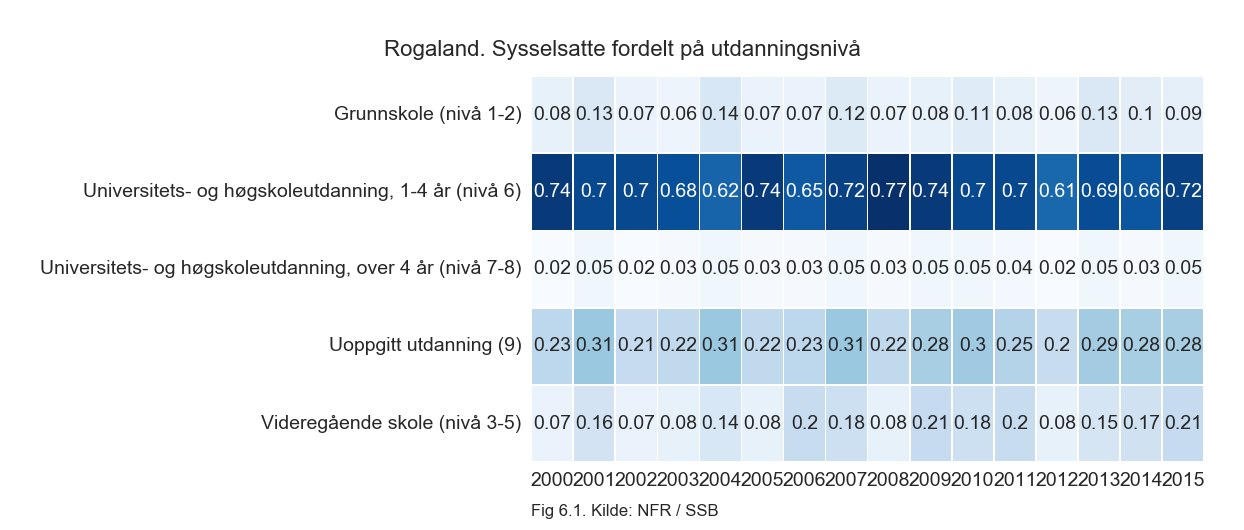 Rogaland. Sysselsatte fordelt på utdanningsnivå
Grunnskole (nivå 1-2) 0.08 0.13 0.07 0.06 0.14 0.07 0.07 0.12 0.07 0.08 0.11 0.08 0.06 0.13 0.1 0.09
Universitets- og høgskoleutdanning, 1-4 år (nivå 6) 0.74 0.7 0.7 0.68 0.62 0.74 0.65 0.72 0.77 0.74 0.7 0.7 0.61 0.69 0.66 0.72
Universitets- og høgskoleutdanning, over 4 år (nivå 7-8) 0.02 0.05 0.02 0.03 0.05 0.03 0.03 0.05 0.03 0.05 0.05 0.04 0.02 0.05 0.03 0.05
Uoppgitt utdanning (9) 0.23 0.31 0.21 0.22 0.31 0.22 0.23 0.31 0.22 0.28 0.3 0.25 0.2 0.29 0.28 0.28
Videregående skole (nivå 3-5) 0.07 0.16 0.07 0.08 0.14 0.08 0.2 0.18 0.08 0.21 0.18 0.2 0.08 0.15 0.17 0.21
2000 2001 2002 2003 2004 2005 2006 2007 2008 2009 2010 2011 2012 2013 2014 2015
Fig 6.1. Kilde: NFR / SSB